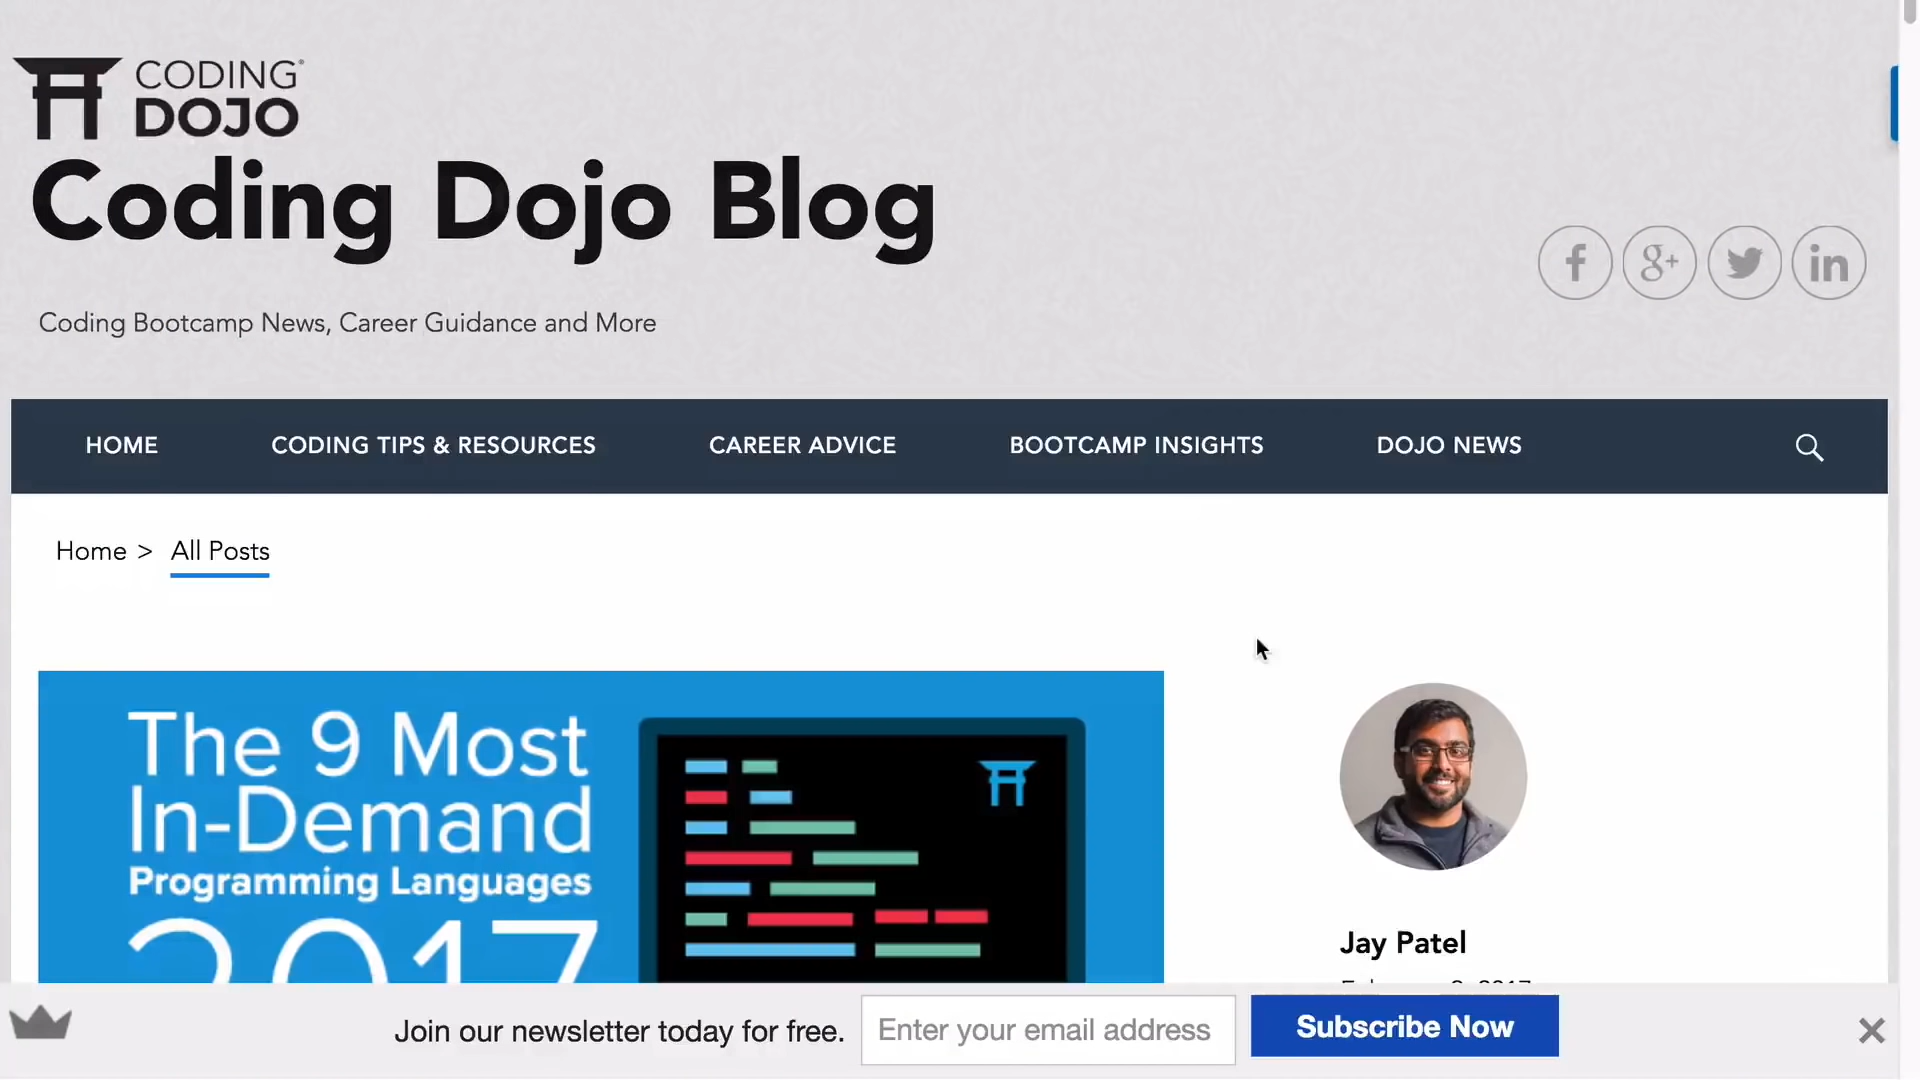 CODING
DOJO
Coding Dojo Blog
Coding Bootcamp News, Career Guidance and More
HOME CODING TIPS & RESOURCES CAREER ADVICE BOOTCAMP INSIGHTS DOJO NEWS
Home > All Posts
The 9 Most
In-Demand
Programming Languages
2017
Jay Patel
Join our newsletter today for free. Enter your email address Subscribe Now